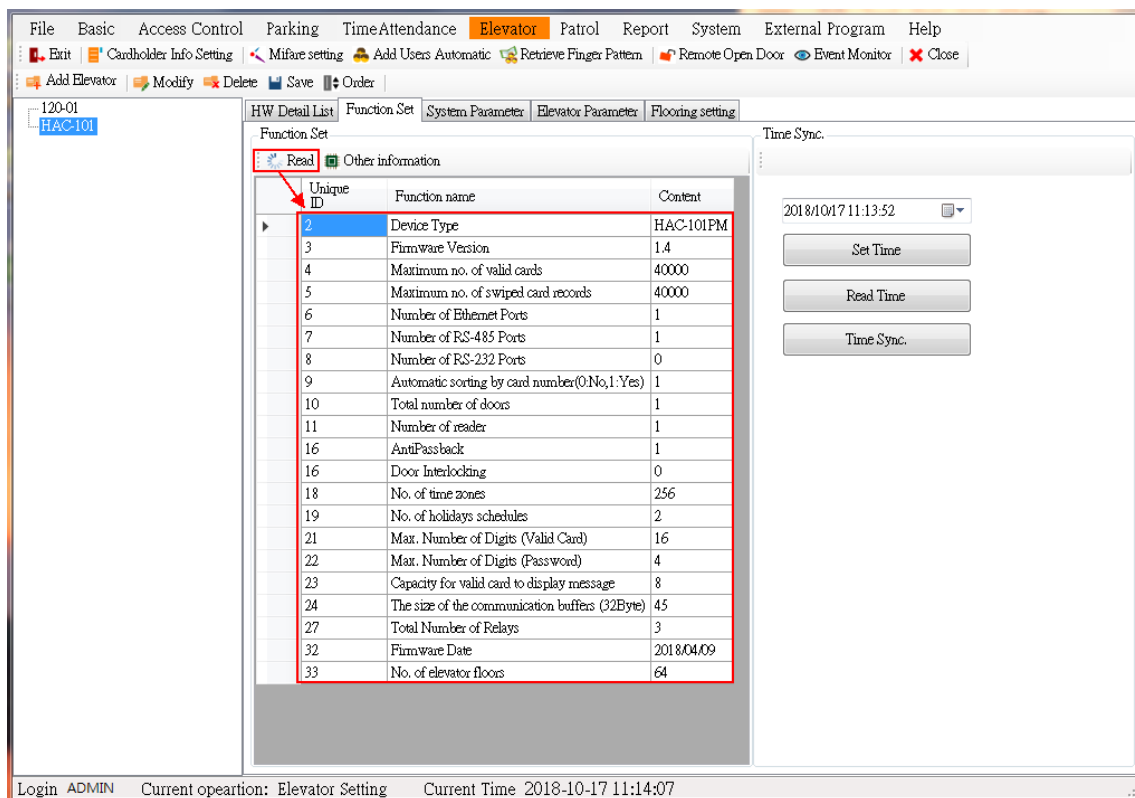 File Basic Access Control Parking TimeAttendance Elevator Patrol Report System External Program Help
Exit Cardholder Info Setting Mifare setting Add Users Automatic Retrieve Finger Pattern Remote Open Door Event Monitor Close
Add Elevator Modify Delete Save Order
120-01
HAC-101
HW Detail List Function Set System Parameter Elevator Parameter Flooring setting
Function Set
Read Other information
Unique ID Function name Content
2 Device Type HAC-101PM
3 Firmware Version 1.4
4 Maximum no. of valid cards 40000
5 Maximum no. of swiped card records 40000
6 Number of Ethernet Ports 1
7 Number of RS-485 Ports 1
8 Number of RS-232 Ports 0
9 Automatic sorting by card number(0:No,1:Yes) 1
10 Total number of doors 1
11 Number of reader 1
16 AntiPassback 1
16 Door Interlocking 0
18 No. of time zones 256
19 No. of holidays schedules 2
21 Max. Number of Digits (Valid Card) 16
22 Max. Number of Digits (Password) 4
23 Capacity for valid card to display message 8
24 The size of the communication buffers (32Byte) 45
27 Total Number of Relays 3
32 Firmware Date 2018/04/09
33 No. of elevator floors 64
Time Sync.
2018/10/17 11:13:52
Set Time
Read Time
Time Sync.
Login ADMIN Current opeartion: Elevator Setting Current Time 2018-10-17 11:14:07